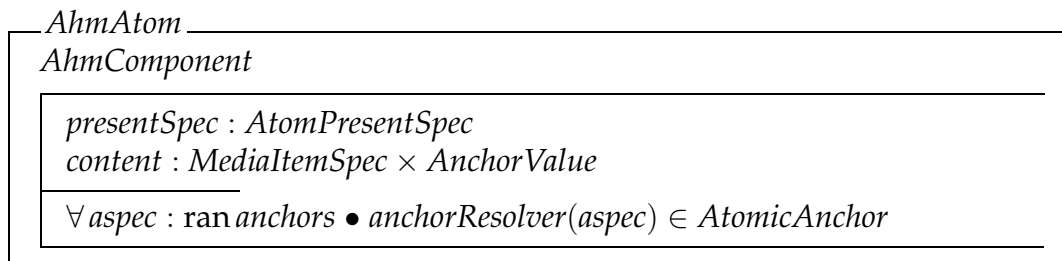 AhmAtom
AhmComponent
presentSpec : AtomPresentSpec
content : MediaItemSpec × AnchorValue
∀ aspec : ran anchors • anchorResolver(aspec) ∈ AtomicAnchor